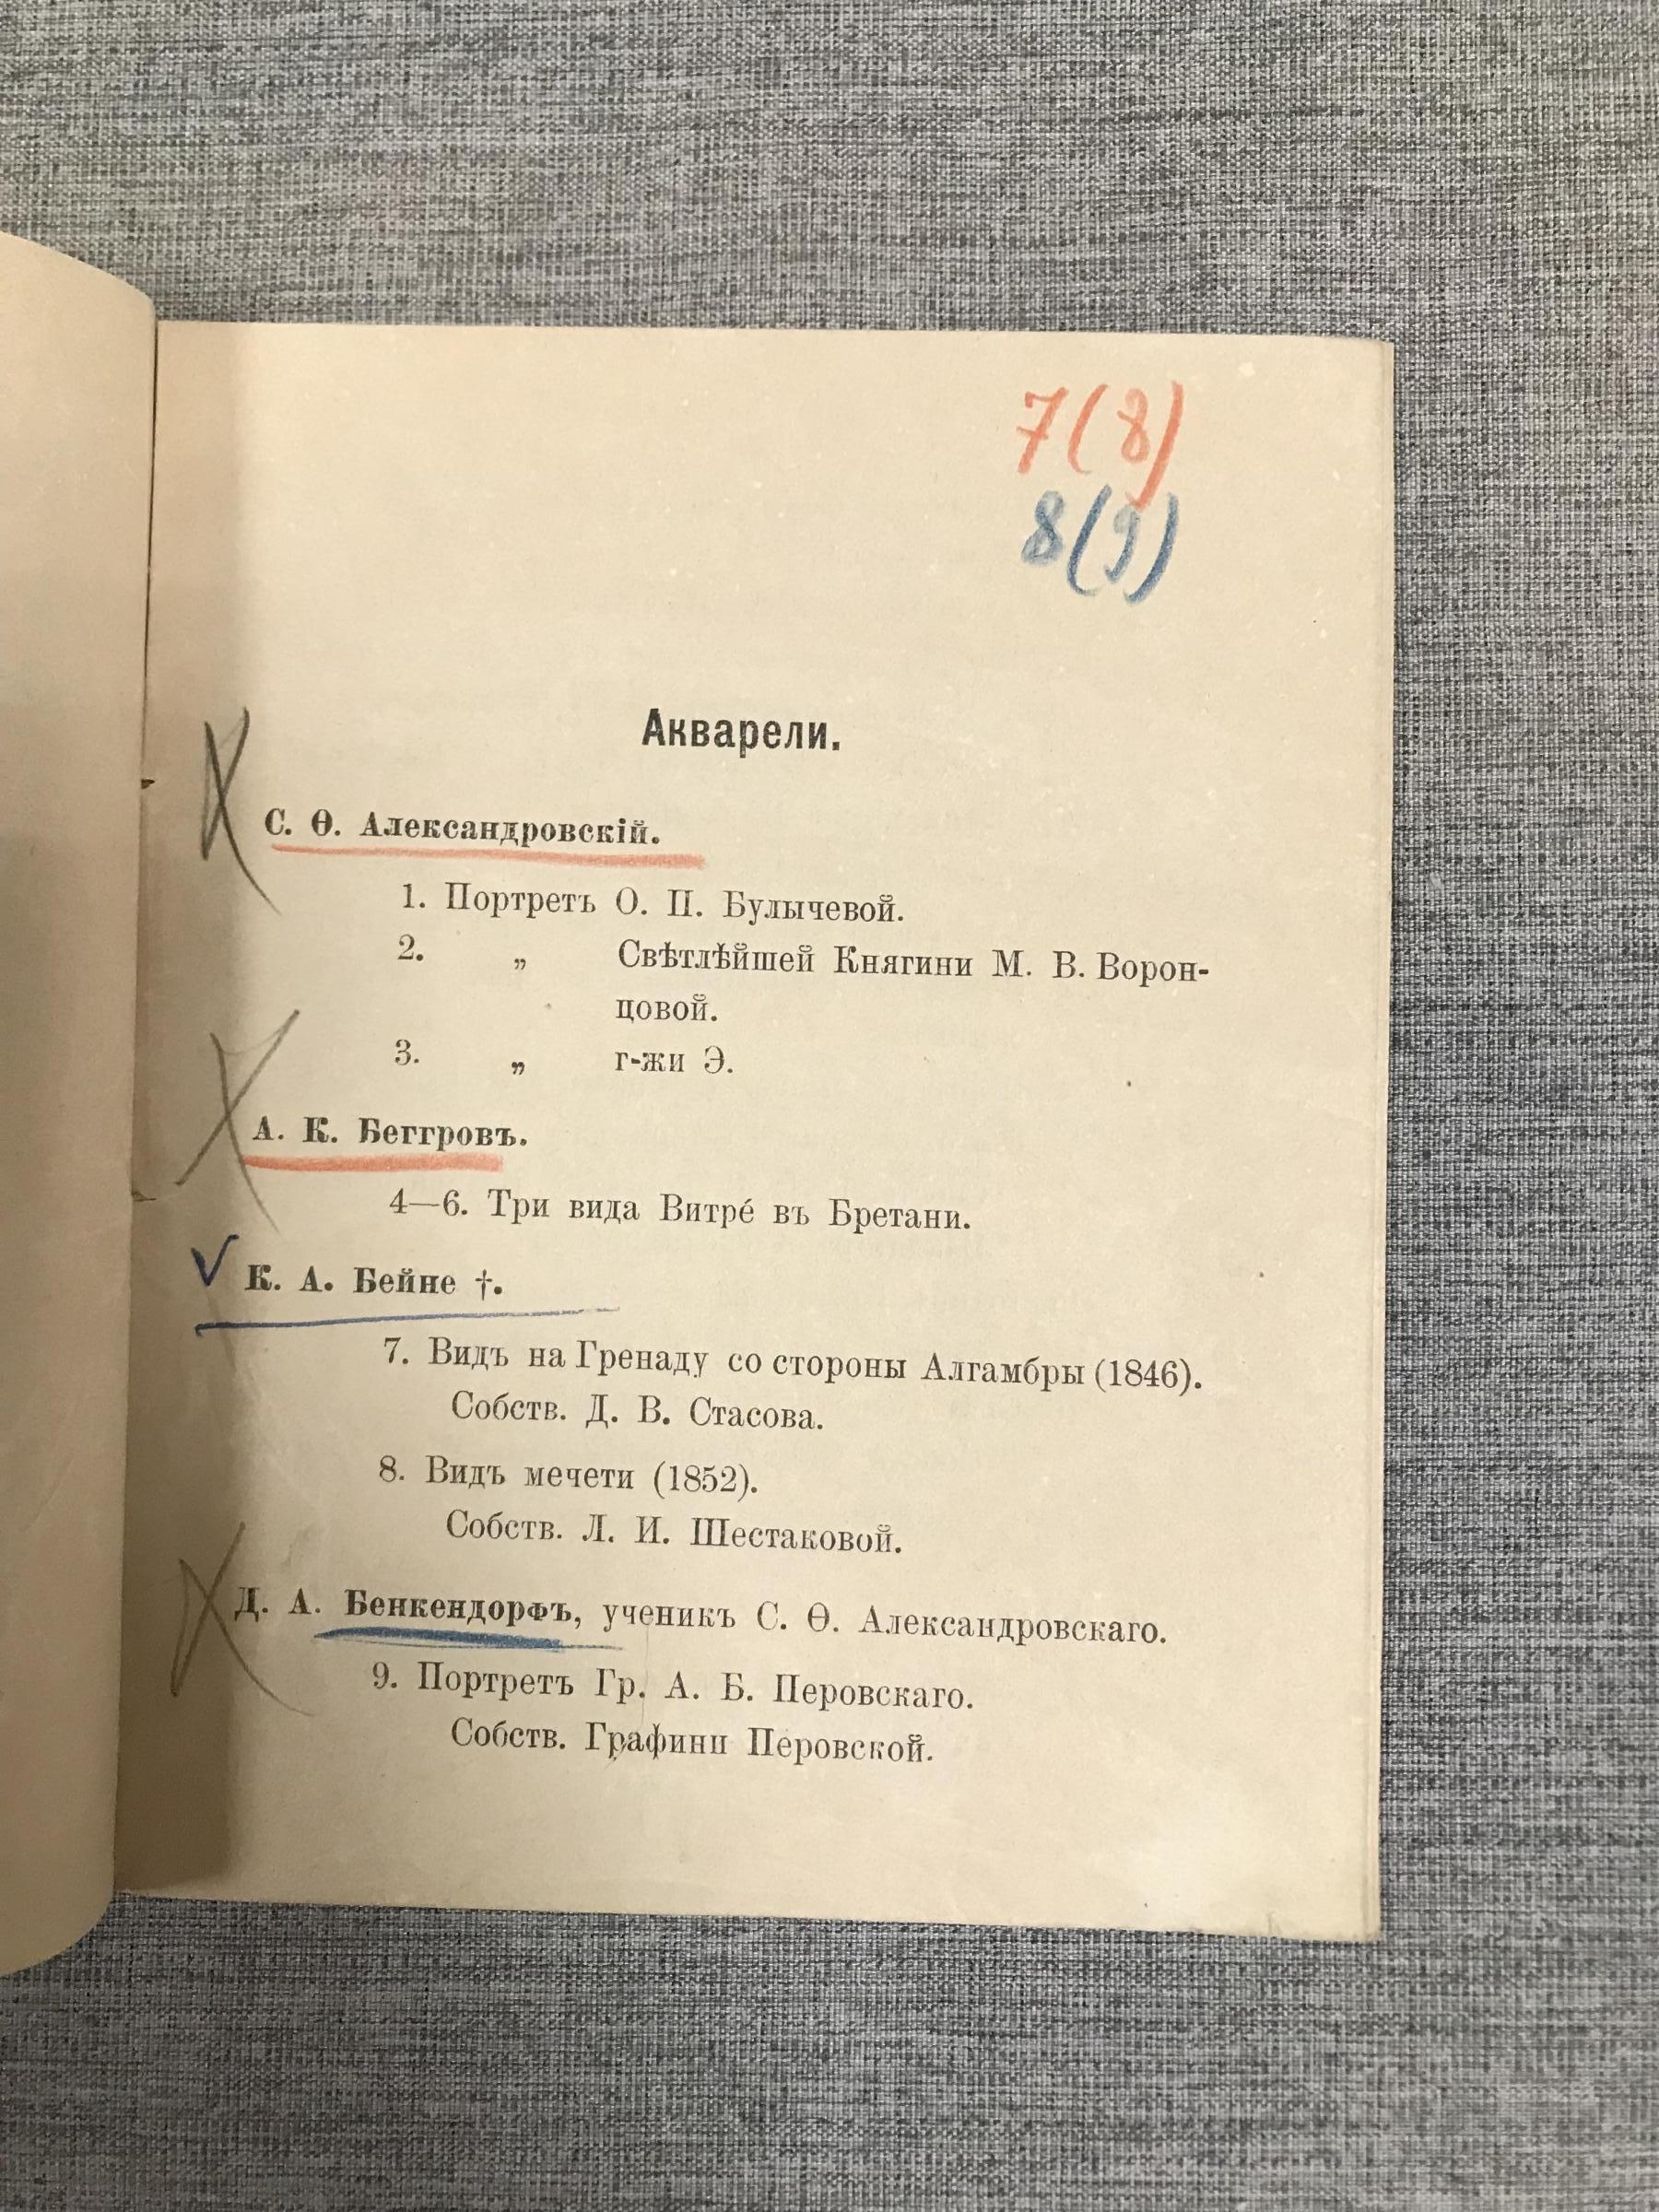 7(8)
8(9)
Акварели.
С. Ѳ. Александровскій.
1. Портретъ О. П. Булычевой.
2. „ Свѣтлѣйшей Княгини М. В. Ворон-
цовой.
3. „ г-жи Э.
А. К. Беггровъ.
4—6. Три вида Витре́ въ Бретани.
К. А. Бейне †.
7. Видъ на Гренаду со стороны Алгамбры (1846).
Собств. Д. В. Стасова.
8. Видъ мечети (1852).
Собств. Л. И. Шестаковой.
Д. А. Бенкендорфъ, ученикъ С. Ѳ. Александровскаго.
9. Портретъ Гр. А. Б. Перовскаго.
Собств. Графини Перовской.